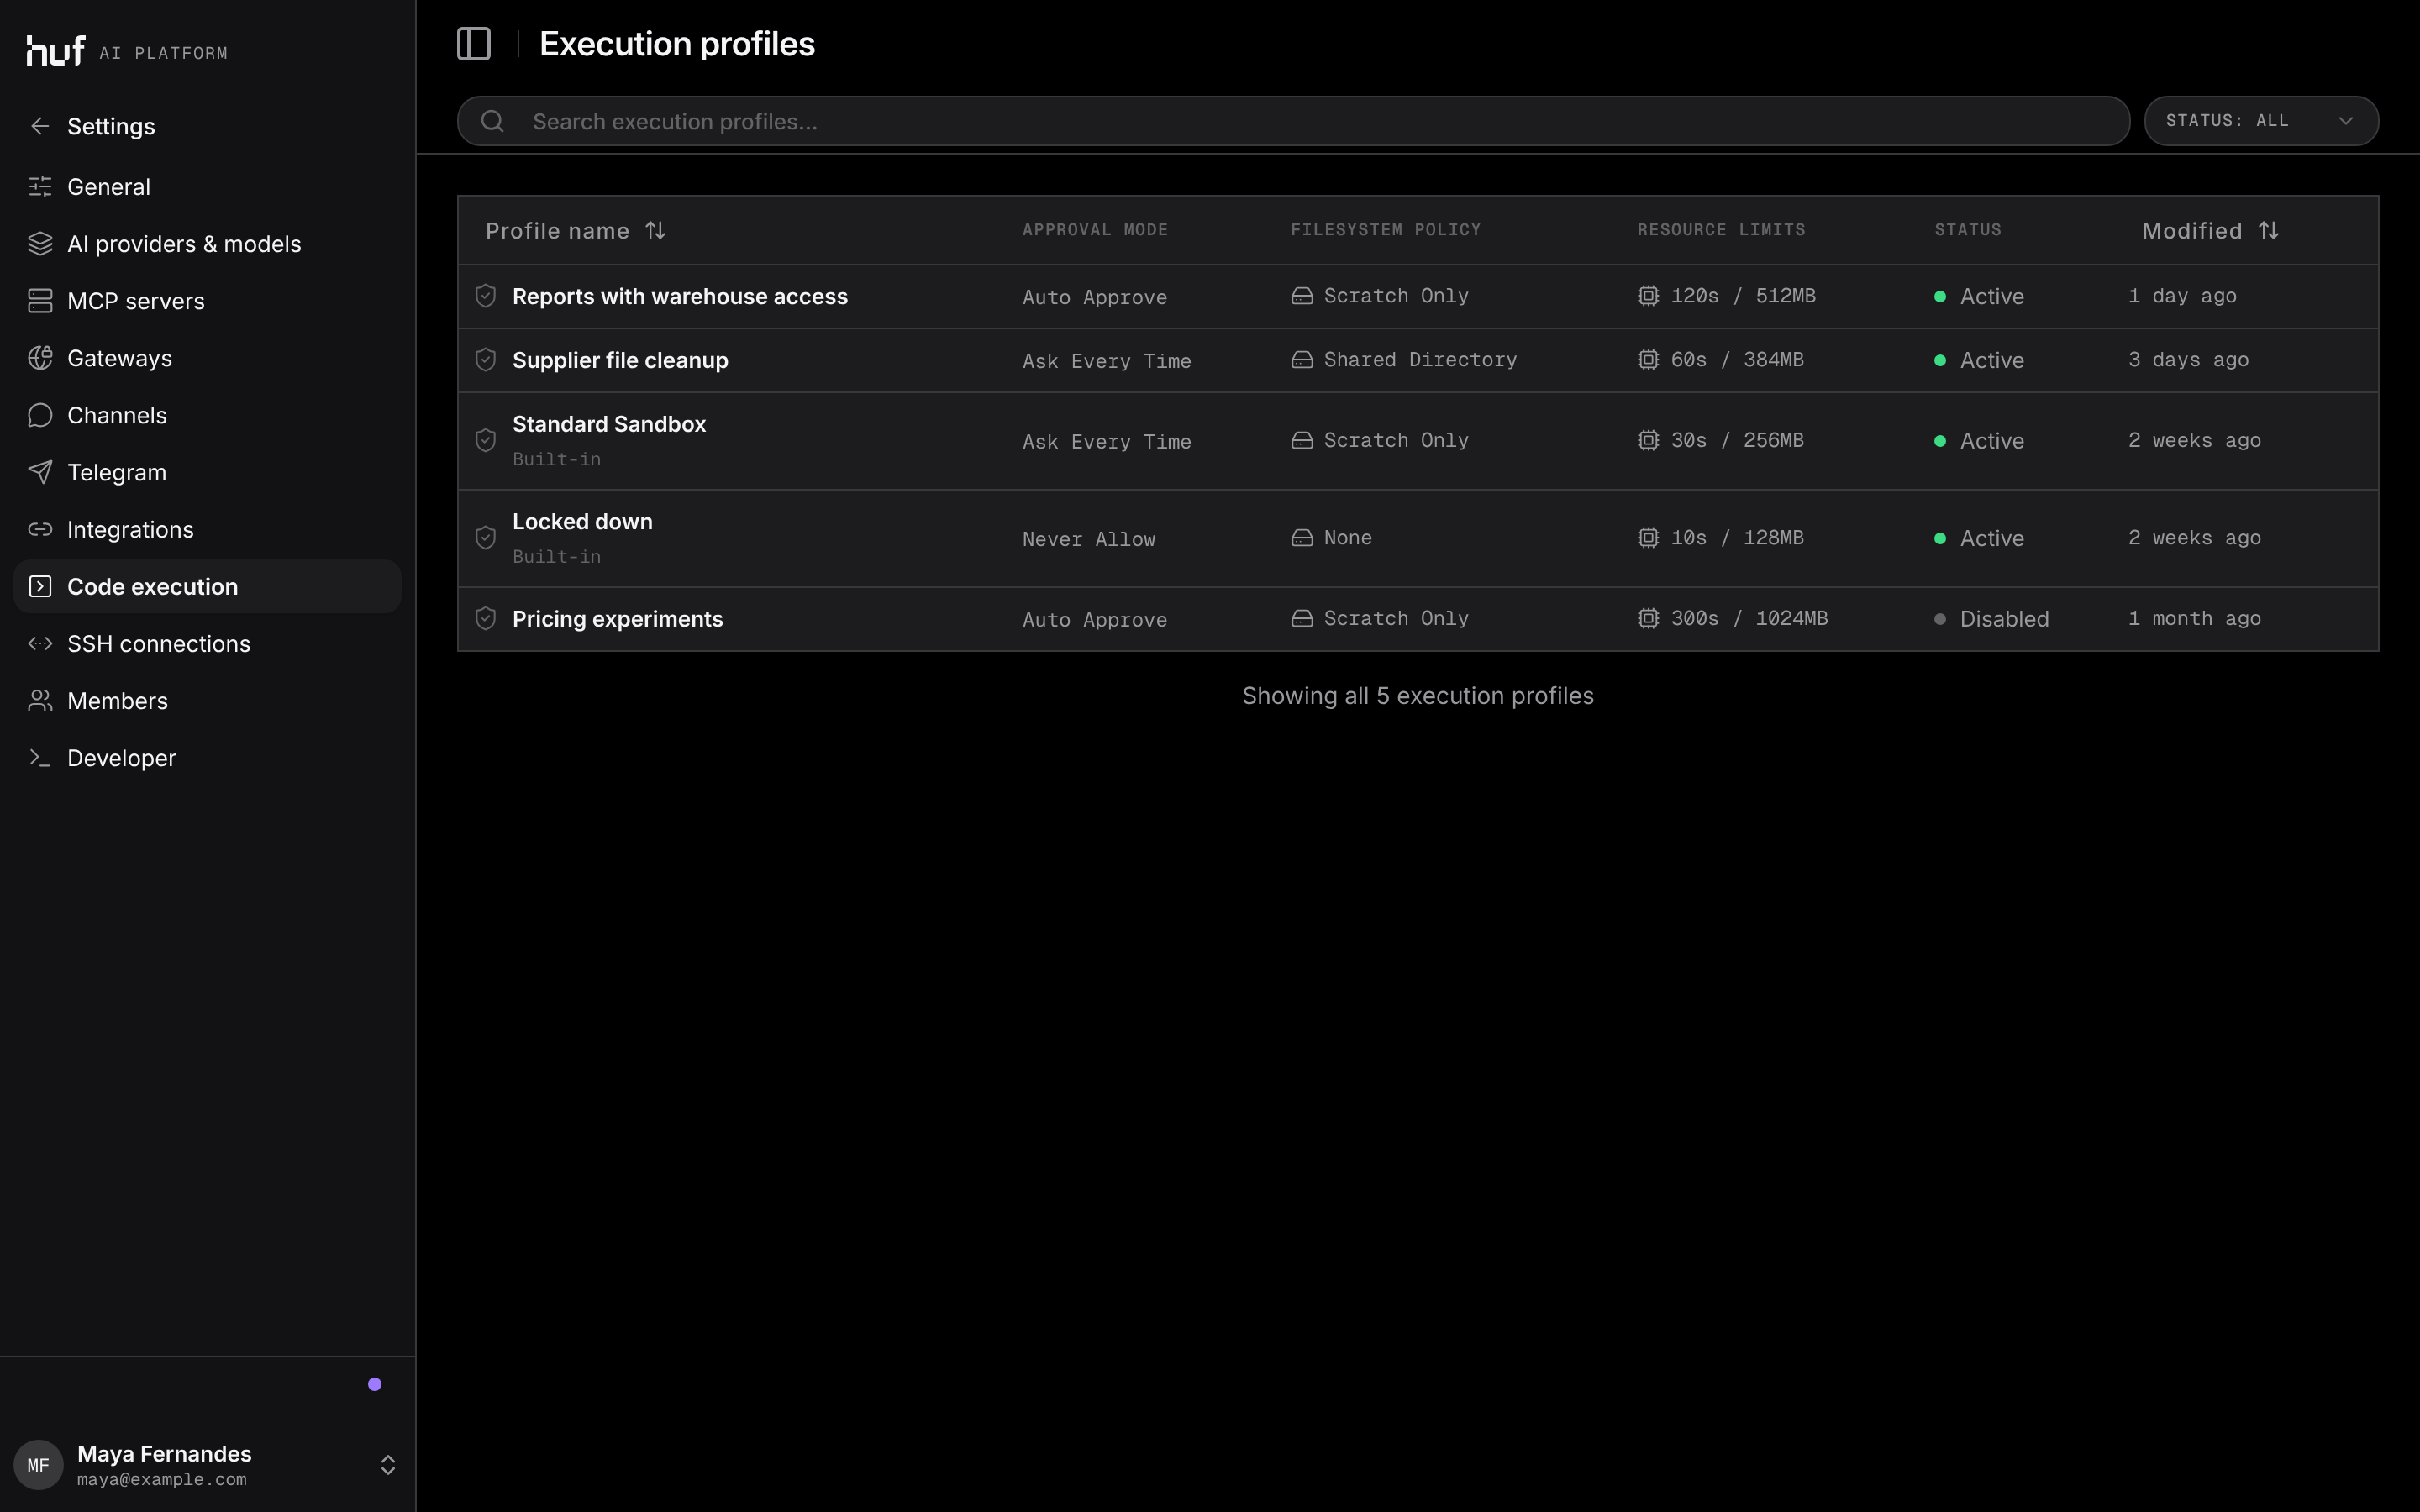 huf AI PLATFORM
Settings
General
AI providers & models
MCP servers
Gateways
Channels
Telegram
Integrations
Code execution
SSH connections
Members
Developer
MF
Maya Fernandes
maya@example.com
Execution profiles
Search execution profiles...
STATUS: ALL
Profile name APPROVAL MODE FILESYSTEM POLICY RESOURCE LIMITS STATUS Modified
Reports with warehouse access Auto Approve Scratch Only 120s / 512MB Active 1 day ago
Supplier file cleanup Ask Every Time Shared Directory 60s / 384MB Active 3 days ago
Standard Sandbox Ask Every Time Scratch Only 30s / 256MB Active 2 weeks ago
Built-in
Locked down Never Allow None 10s / 128MB Active 2 weeks ago
Built-in
Pricing experiments Auto Approve Scratch Only 300s / 1024MB Disabled 1 month ago
Showing all 5 execution profiles